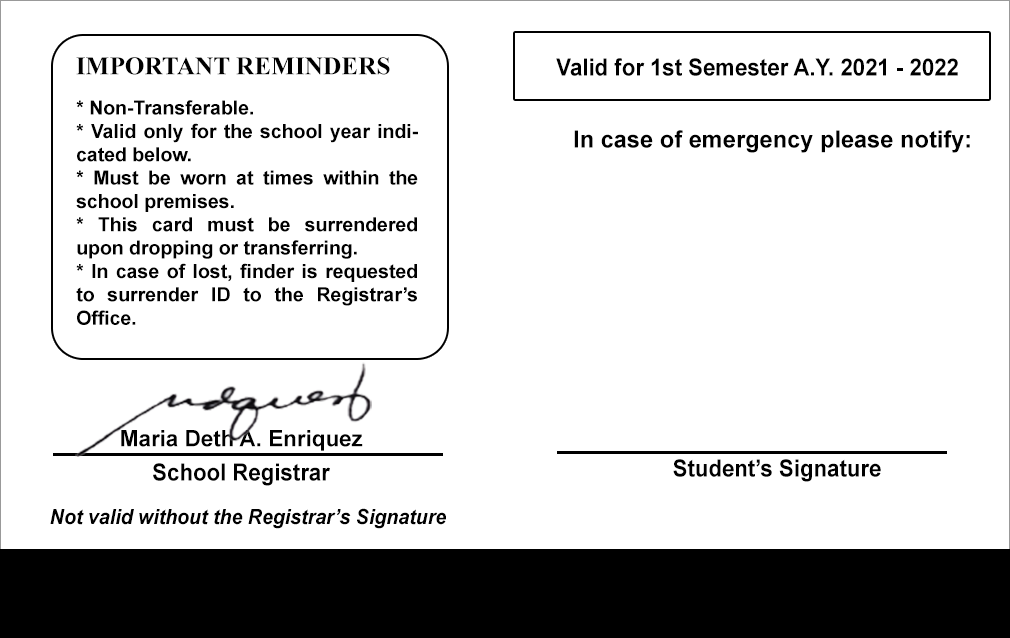 IMPORTANT REMINDERS
* Non-Transferable.
* Valid only for the school year indi-
cated below.
* Must be worn at times within the
school premises.
* This card must be surrendered
upon dropping or transferring.
* In case of lost, finder is requested
to surrender ID to the Registrar’s
Office.
Maria Deth A. Enriquez
School Registrar
Not valid without the Registrar’s Signature
Valid for 1st Semester A.Y. 2021 - 2022
In case of emergency please notify:
Student’s Signature